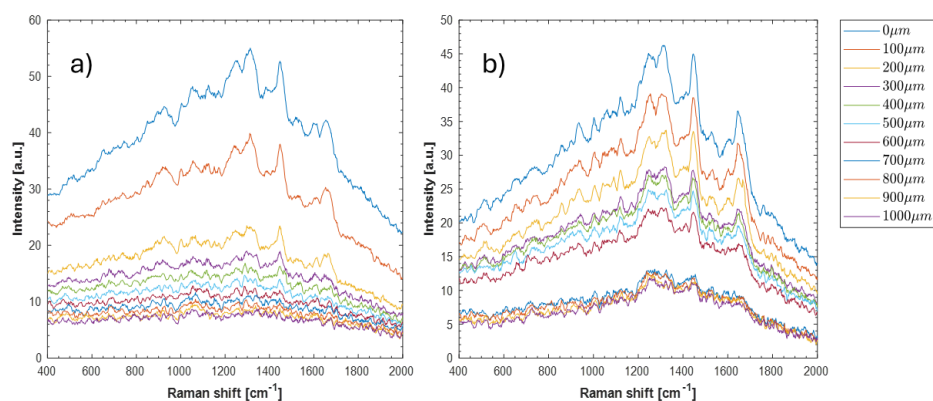 a)
60
50
40
30
20
10
0
400 600 800 1000 1200 1400 1600 1800 2000
Intensity [a.u.]
Raman shift [cm-1]
b)
50
45
40
35
30
25
20
15
10
5
0
400 600 800 1000 1200 1400 1600 1800 2000
Intensity [a.u.]
Raman shift [cm-1]
0μm
100μm
200μm
300μm
400μm
500μm
600μm
700μm
800μm
900μm
1000μm